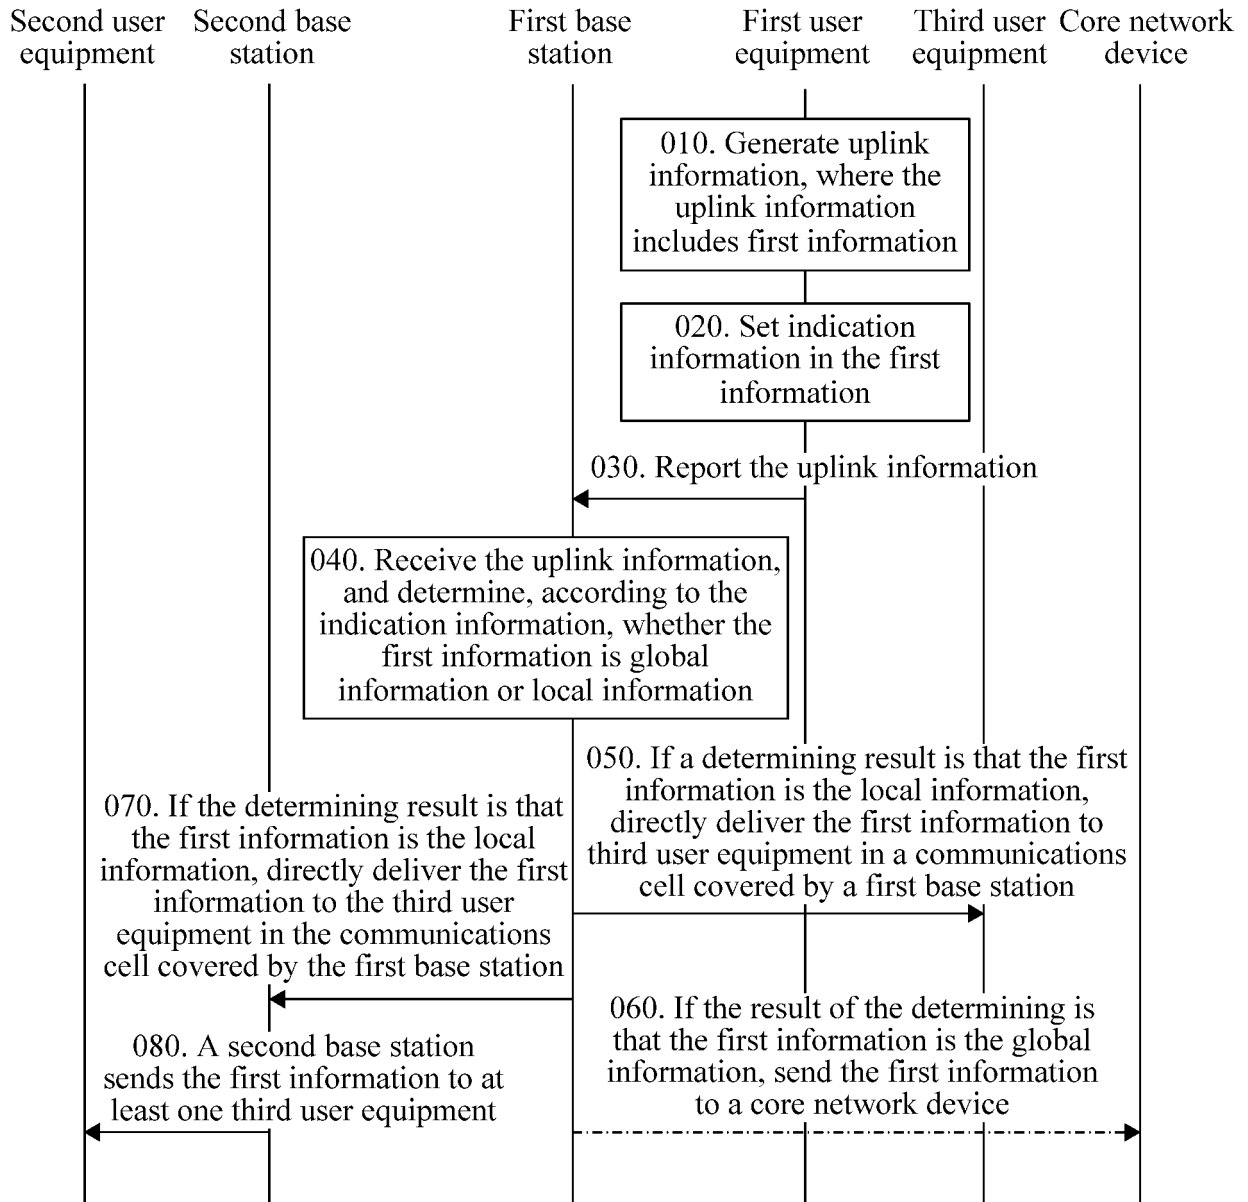 Second user
equipment
Second base
station
First base
station
First user
equipment
Third user
equipment
Core network
device
010. Generate uplink
information, where the
uplink information
includes first information
020. Set indication
information in the first
information
030. Report the uplink information
040. Receive the uplink information,
and determine, according to the
indication information, whether the
first information is global
information or local information
050. If a determining result is that the first
information is the local information,
directly deliver the first information to
third user equipment in a communications
cell covered by a first base station
070. If the determining result is that
the first information is the local
information, directly deliver the first
information to the third user
equipment in the communications
cell covered by the first base station
060. If the result of the determining is
that the first information is the global
information, send the first information
to a core network device
080. A second base station
sends the first information to at
least one third user equipment